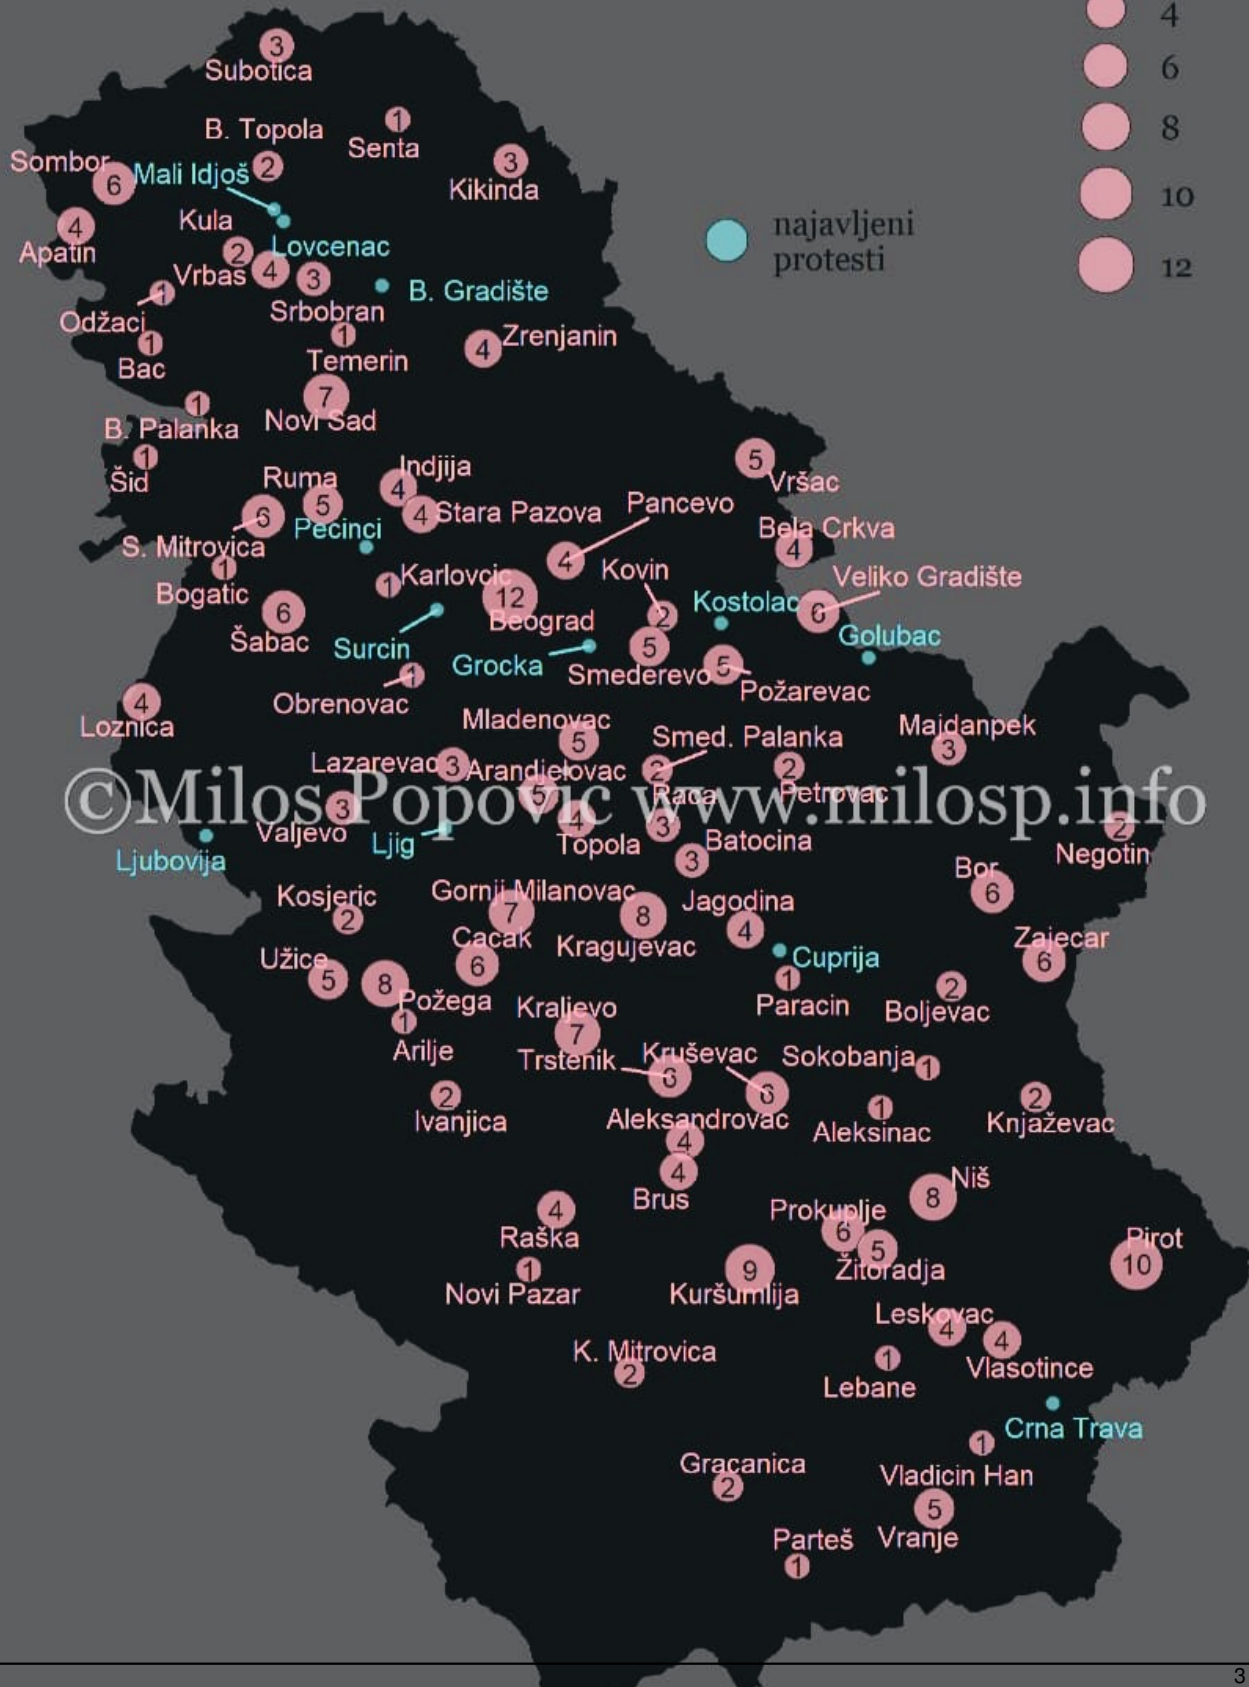 4
3
Subotica
6
1
B. Topola
Senta
8
Sombor
6
Mali Idjoš
2
3
Kikinda
10
4
Apatin
Kula
najavljeni
protesti
2
Lovcenac
12
Vrbas
4
3
1
Odžaci
Srbobran
B. Gradište
1
Bac
1
Temerin
4
Zrenjanin
7
Novi Sad
1
B. Palanka
1
Šid
Ruma
5
Indjija
4
5
Vršac
6
S. Mitrovica
4
Stara Pazova
Pancevo
Pecinci
4
Bela Crkva
4
1
Bogatic
1
Karlovcic
12
Beograd
Kovin
2
Veliko Gradište
6
6
Šabac
Surcin
Grocka
Kostolac
Golubac
5
Smederevo
5
Požarevac
1
Obrenovac
4
Loznica
Mladenovac
5
Smed. Palanka
2
Majdanpek
3
Lazarevac
3
Arandjelovac
5
2
Petrovac
©Milos Popovic www.milosp.info
3
Valjevo
Ljig
4
Topola
Raca
3
2
Negotin
Ljubovija
Batocina
3
Bor
6
Kosjeric
2
Gornji Milanovac
7
8
Kragujevac
Jagodina
4
Cacak
6
Cuprija
Zajecar
6
Užice
5
8
Požega
1
Paracin
2
Boljevac
1
Arilje
Kraljevo
7
Trstenik
6
Kruševac
6
Sokobanja
1
2
Ivanjica
Aleksandrovac
4
1
Aleksinac
2
Knjaževac
4
Brus
Niš
8
4
Raška
Prokuplje
6
5
Žitoradja
Pirot
10
1
Novi Pazar
9
Kuršumlija
Leskovac
4
4
Vlasotince
K. Mitrovica
2
1
Lebane
Crna Trava
1
Vladicin Han
Gracanica
2
5
Vranje
Parteš
1
3